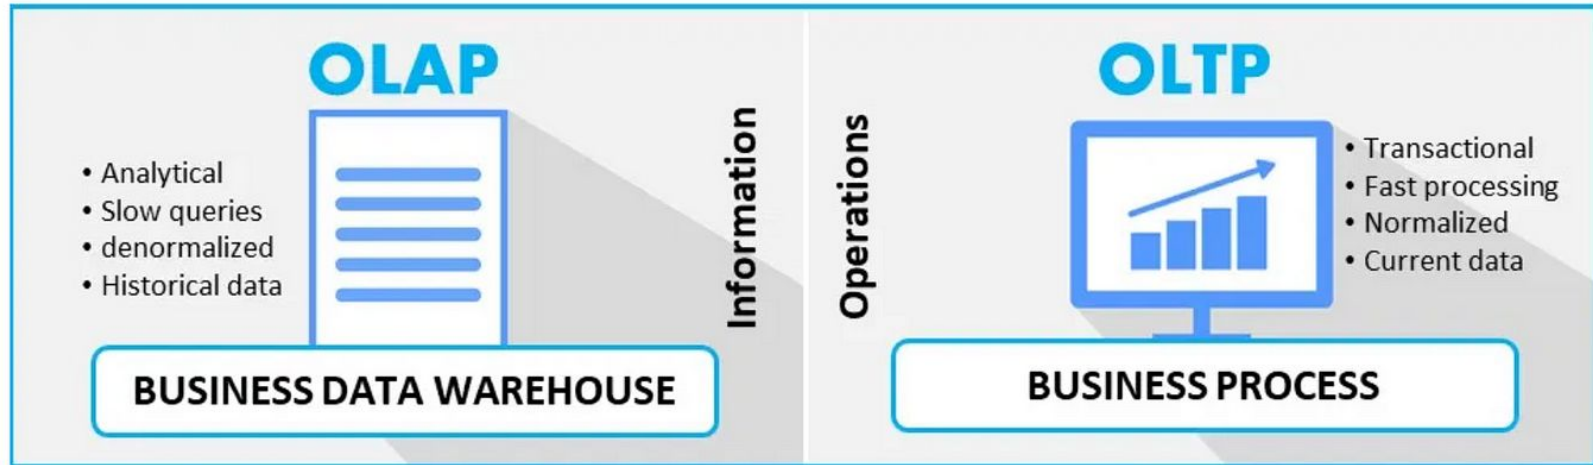 OLAP
• Analytical
• Slow queries
• denormalized
• Historical data
Information
BUSINESS DATA WAREHOUSE
OLTP
Operations
• Transactional
• Fast processing
• Normalized
• Current data
BUSINESS PROCESS